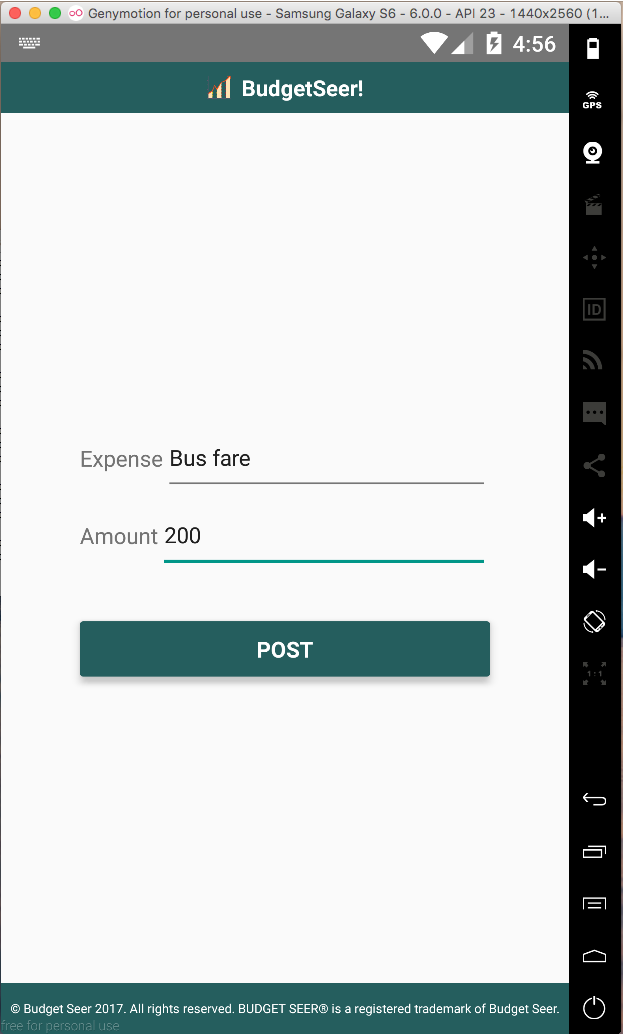 Genymotion for personal use - Samsung Galaxy S6 - 6.0.0 - API 23 - 1440x2560 (1...
4:56
BudgetSeer!
GPS
ID
Expense Bus fare
Amount 200
POST
1:1
© Budget Seer 2017. All rights reserved. BUDGET SEER® is a registered trademark of Budget Seer.
free for personal use